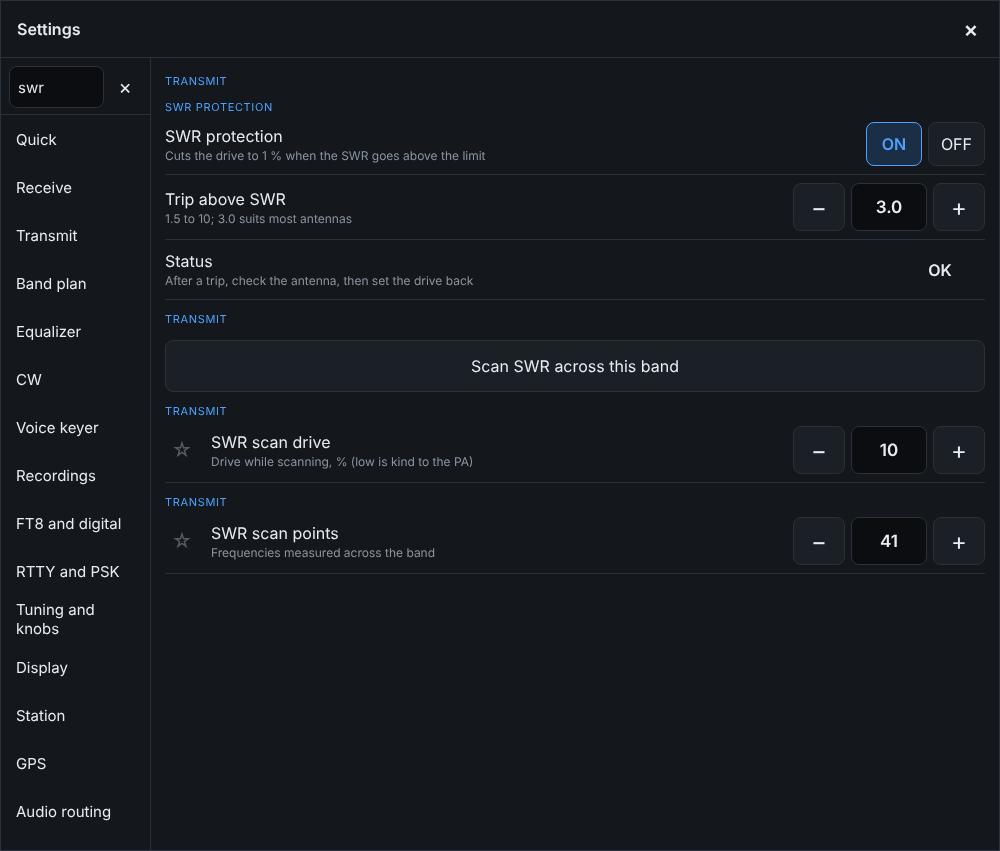 Settings
×
swr
×
Quick
Receive
Transmit
Band plan
Equalizer
CW
Voice keyer
Recordings
FT8 and digital
RTTY and PSK
Tuning and
knobs
Display
Station
GPS
Audio routing
TRANSMIT
SWR PROTECTION
SWR protection
Cuts the drive to 1 % when the SWR goes above the limit
ON OFF
Trip above SWR
1.5 to 10; 3.0 suits most antennas
− 3.0 +
Status
After a trip, check the antenna, then set the drive back
OK
TRANSMIT
Scan SWR across this band
TRANSMIT
☆ SWR scan drive
Drive while scanning, % (low is kind to the PA)
− 10 +
TRANSMIT
☆ SWR scan points
Frequencies measured across the band
− 41 +